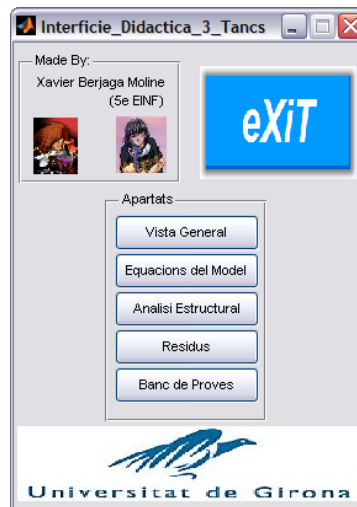 Interficie_Didactica_3_Tancs
Made By:
Xavier Berjaga Moline
(5e EINF)
eXiT
Apartats
Vista General
Equacions del Model
Analisi Estructural
Residus
Banc de Proves
Universitat de Girona